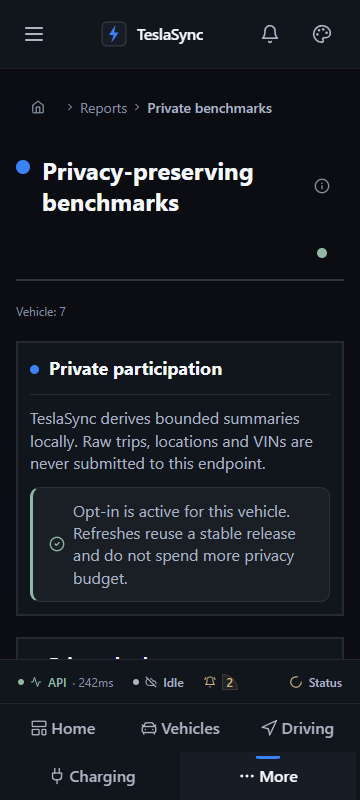 TeslaSync
Reports Private benchmarks
Privacy-preserving
benchmarks
Vehicle: 7
Private participation
TeslaSync derives bounded summaries
locally. Raw trips, locations and VINs are
never submitted to this endpoint.
Opt-in is active for this vehicle.
Refreshes reuse a stable release
and do not spend more privacy
budget.
API · 242ms Idle 2 Status
Home Vehicles Driving
Charging More